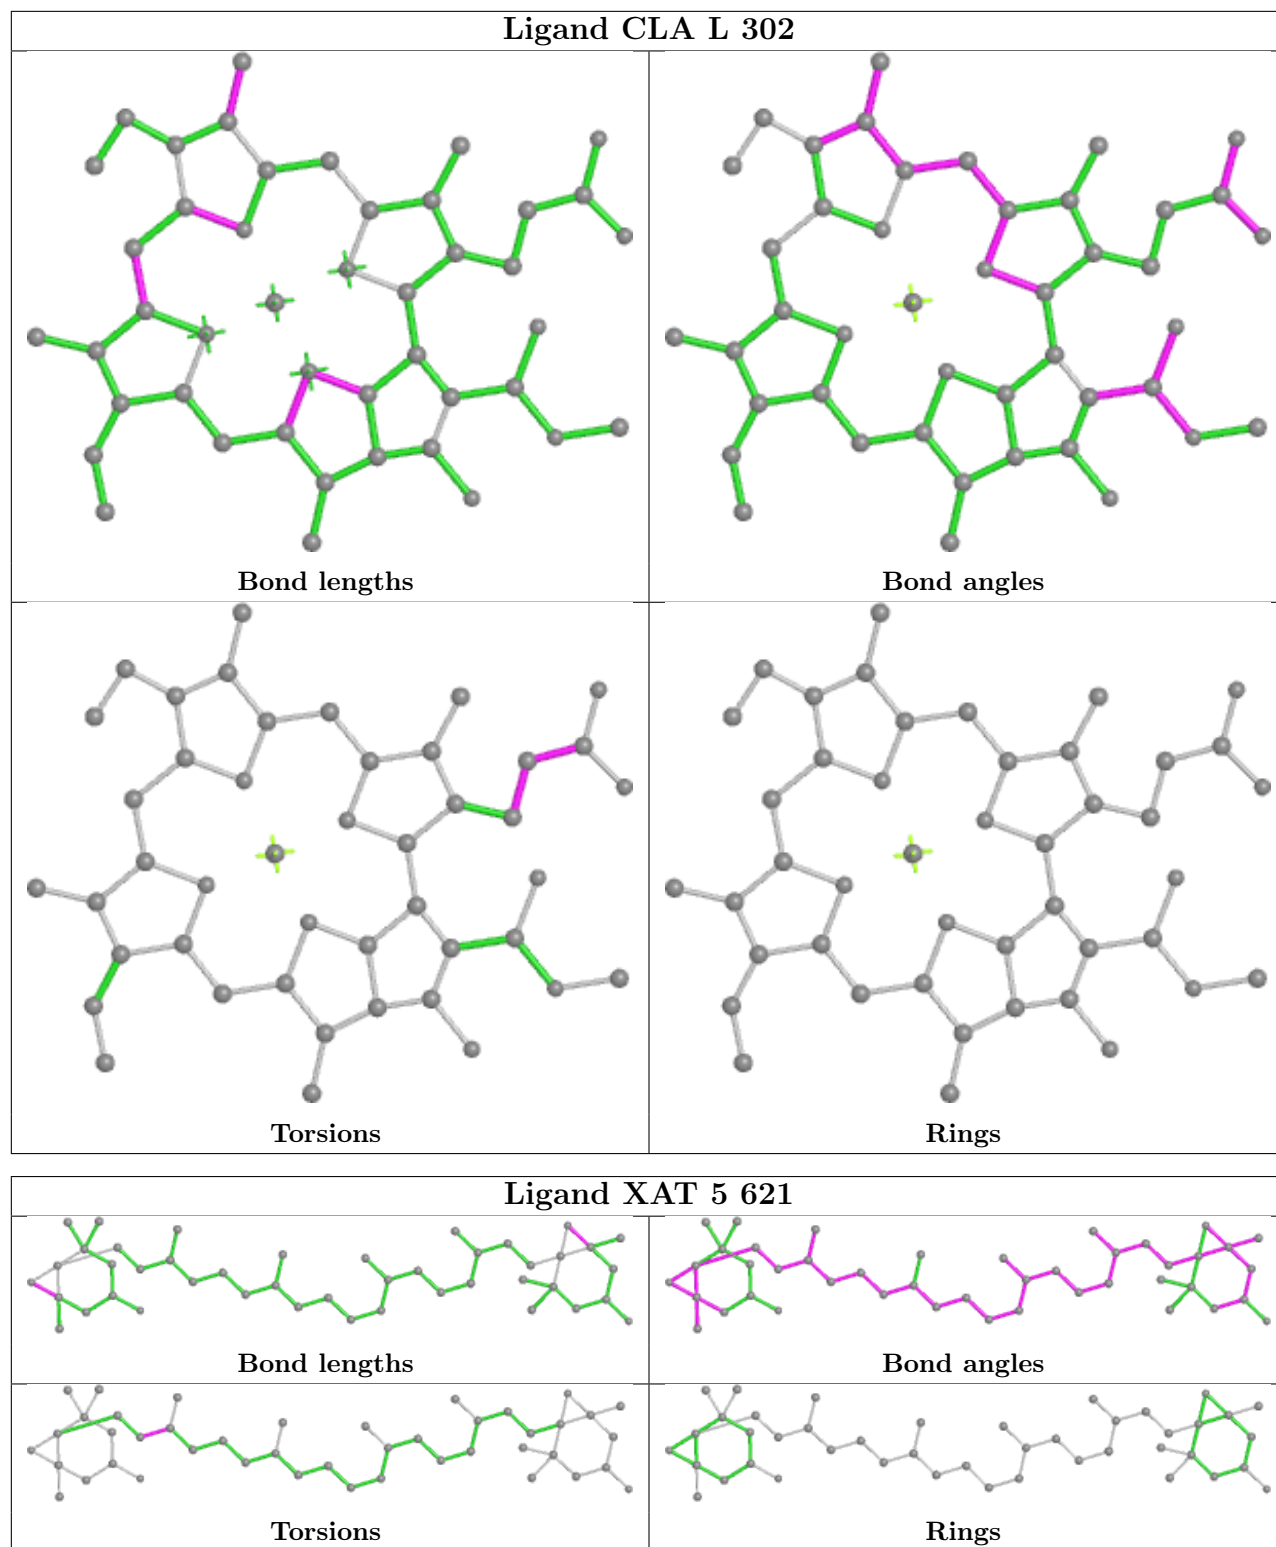 Ligand CLA L 302
Bond lengths
Bond angles
Torsions
Rings
Ligand XAT 5 621
Bond lengths
Bond angles
Torsions
Rings